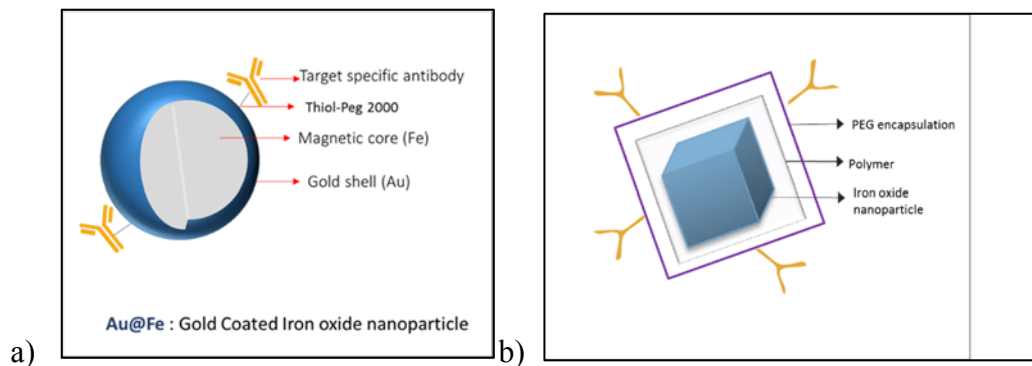 a)
Target specific antibody
Thiol-Peg 2000
Magnetic core (Fe)
Gold shell (Au)
Au@Fe : Gold Coated Iron oxide nanoparticle
b)
PEG encapsulation
Polymer
Iron oxide
nanoparticle